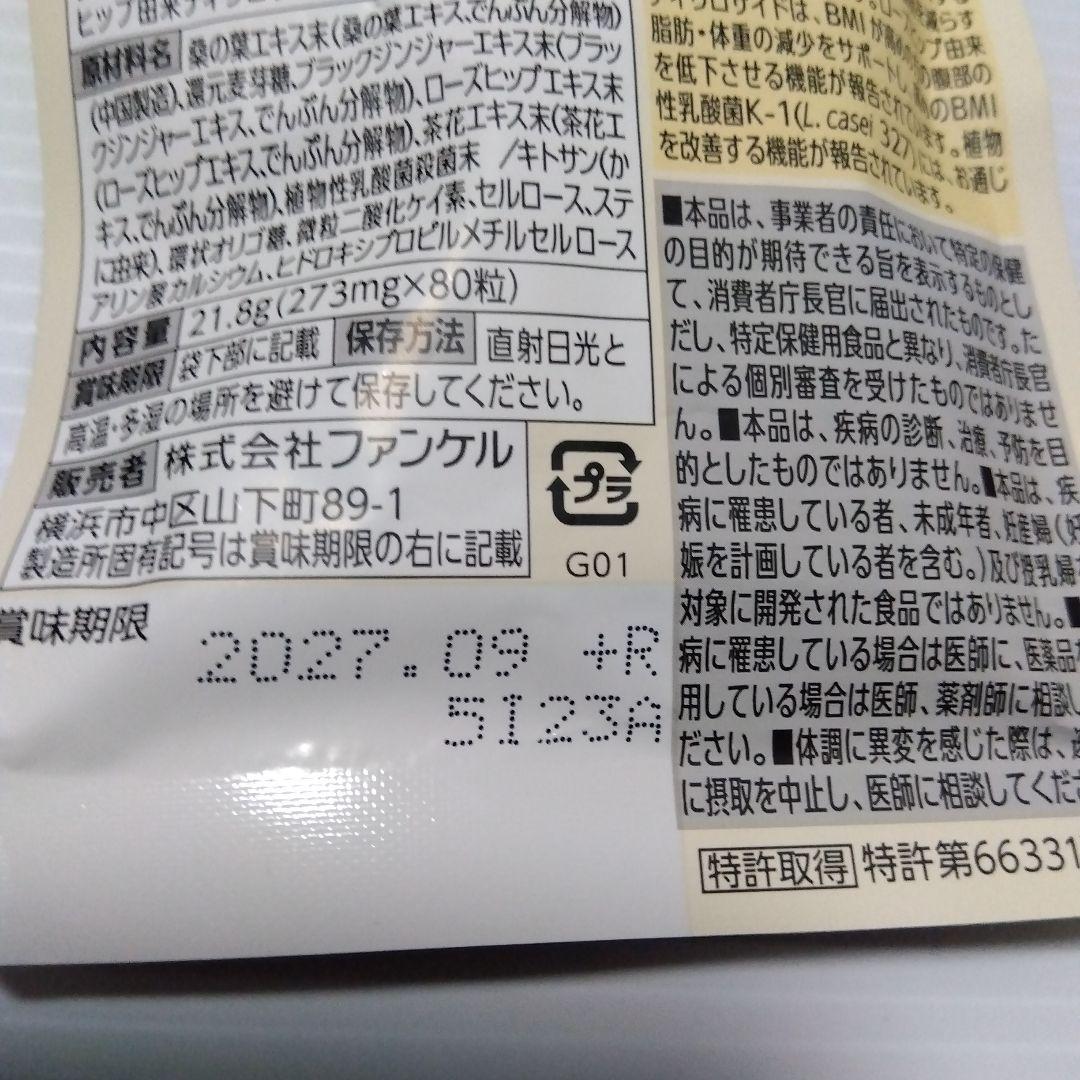 ヒップ由来ティリロ
原材料名 桑の葉エキス末(桑の葉エキス、でんぷん分解物)
(中国製造)、還元麦芽糖、ブラックジンジャーエキス末(ブラッ
クジンジャーエキス、でんぷん分解物)、ローズヒップエキス末
(ローズヒップエキス、でんぷん分解物)、茶花エキス末(茶花エ
キス、でんぷん分解物)、植物性乳酸菌殺菌末 /キトサン(か
に由来)、環状オリゴ糖、微粒二酸化ケイ素、セルロース、ステ
アリン酸カルシウム、ヒドロキシプロピルメチルセルロース
内容量 21.8g(273mg×80粒)
賞味期限 袋下部に記載 保存方法 直射日光と
高温・多湿の場所を避けて保存してください。
販売者 株式会社ファンケル
横浜市中区山下町89-1
製造所固有記号は賞味期限の右に記載
プラ
G01
賞味期限 2027.09 +R
5I23A
減らす
ティリロサイドは、BMIが高め
ップ由来
脂肪・体重の減少をサポートし、
の腹部の
を低下させる機能が報告されています。
のBMI
性乳酸菌K-1(L. casei 327)には、お通じ
植物
を改善する機能が報告されています。
■本品は、事業者の責任において特定の保健
の目的が期待できる旨を表示するものとし
て、消費者庁長官に届出されたものです。た
だし、特定保健用食品と異なり、消費者庁長官
による個別審査を受けたものではありませ
ん。■本品は、疾病の診断、治療、予防を目
的としたものではありません。■本品は、疾
病に罹患している者、未成年者、妊産婦(妊
娠を計画している者を含む。)及び授乳婦
対象に開発された食品ではありません。■
病に罹患している場合は医師に、医薬品
用している場合は医師、薬剤師に相談し
ださい。■体調に異変を感じた際は、速
に摂取を中止し、医師に相談してくださ
特許取得 特許第66331